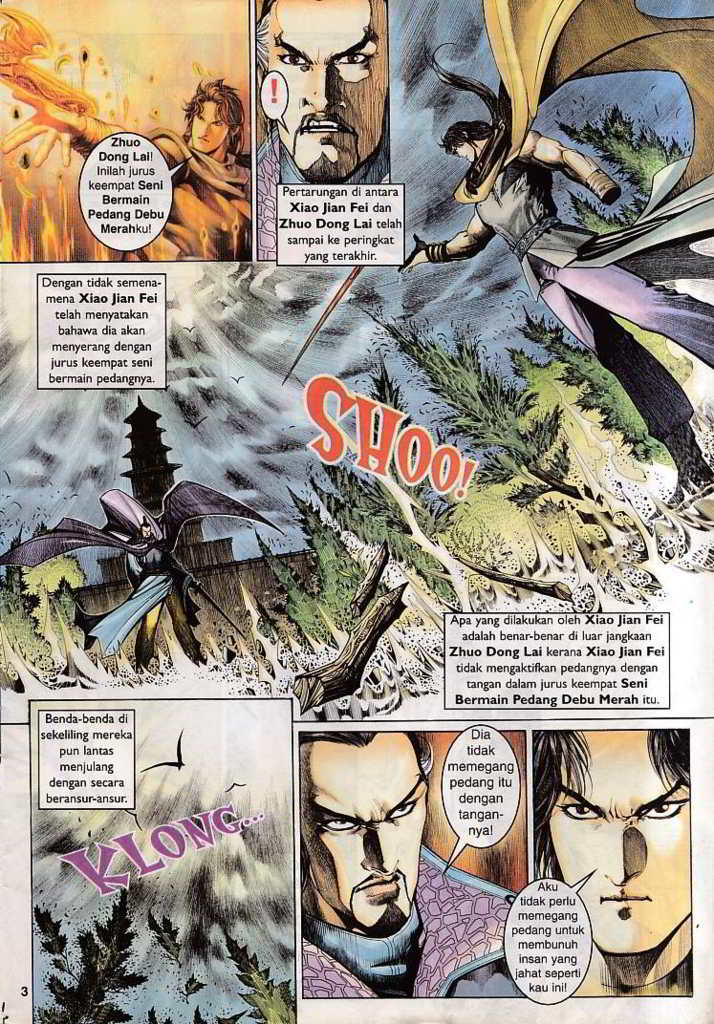 Zhuo
Dong Lai!
Inilah jurus
keempat Seni
Bermain
Pedang Debu
Merahku!
!
Pertarungan di antara
Xiao Jian Fei dan
Zhuo Dong Lai telah
sampai ke peringkat
yang terakhir.
Dengan tidak semena-
mena Xiao Jian Fei
telah menyatakan
bahawa dia akan
menyerang dengan
jurus keempat seni
bermain pedangnya.
SHOO!
Apa yang dilakukan oleh Xiao Jian Fei
adalah benar-benar di luar jangkaan
Zhuo Dong Lai kerana Xiao Jian Fei
tidak mengaktifkan pedangnya dengan
tangan dalam jurus keempat Seni
Bermain Pedang Debu Merah itu.
Benda-benda di
sekeliling mereka
pun lantas
menjulang
dengan secara
beransur-ansur.
KLONG...
Dia
tidak
memegang
pedang itu
dengan
tangan-
nya!
Aku
tidak perlu
memegang
pedang untuk
membunuh
insan yang
jahat seperti
kau ini!
3